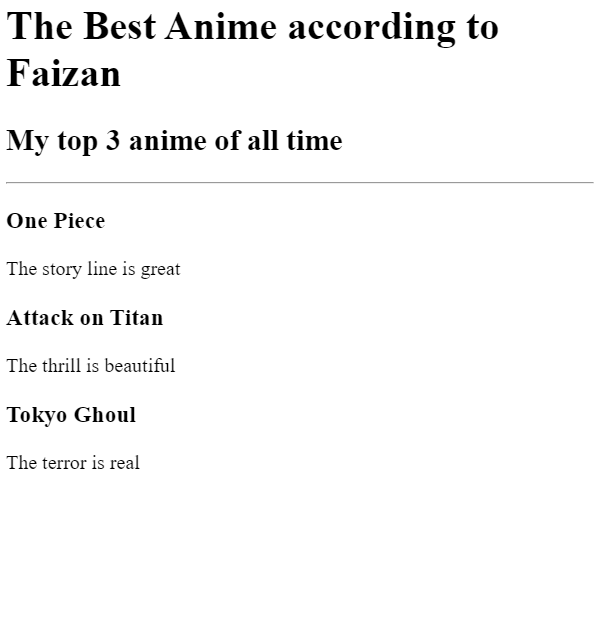 The Best Anime according to
Faizan
My top 3 anime of all time
One Piece
The story line is great
Attack on Titan
The thrill is beautiful
Tokyo Ghoul
The terror is real